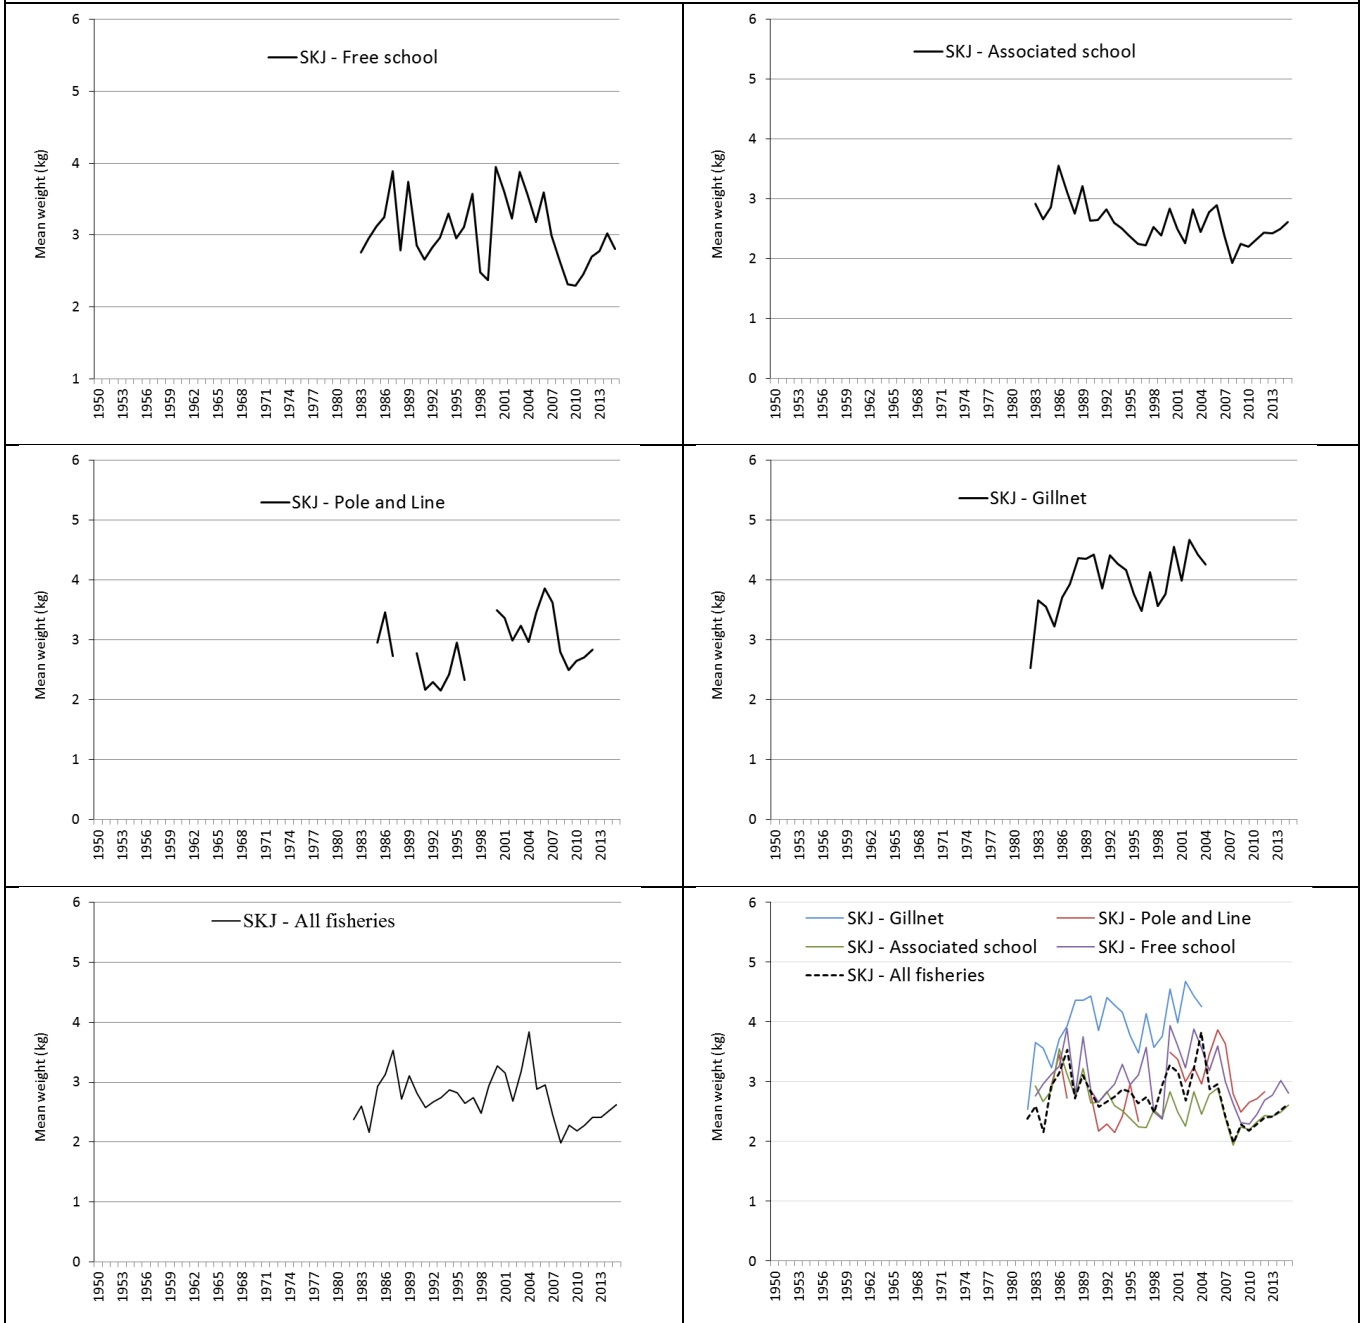 6
SKJ - Free school
5
4
3
2
1
Mean weight (kg)
1950 1953 1956 1959 1962 1965 1968 1971 1974 1977 1980 1983 1986 1989 1992 1995 1998 2001 2004 2007 2010 2013
6
SKJ - Associated school
5
4
3
2
1
0
Mean weight (kg)
1950 1953 1956 1959 1962 1965 1968 1971 1974 1977 1980 1983 1986 1989 1992 1995 1998 2001 2004 2007 2010 2013
6
SKJ - Pole and Line
5
4
3
2
1
0
Mean weight (kg)
1950 1953 1956 1959 1962 1965 1968 1971 1974 1977 1980 1983 1986 1989 1992 1995 1998 2001 2004 2007 2010 2013
6
SKJ - Gillnet
5
4
3
2
1
0
Mean weight (kg)
1950 1953 1956 1959 1962 1965 1968 1971 1974 1977 1980 1983 1986 1989 1992 1995 1998 2001 2004 2007 2010 2013
6
SKJ - All fisheries
5
4
3
2
1
0
Mean weight (kg)
1950 1953 1956 1959 1962 1965 1968 1971 1974 1977 1980 1983 1986 1989 1992 1995 1998 2001 2004 2007 2010 2013
6
SKJ - Gillnet SKJ - Pole and Line
SKJ - Associated school SKJ - Free school
SKJ - All fisheries
5
4
3
2
1
0
Mean weight (kg)
1950 1953 1956 1959 1962 1965 1968 1971 1974 1977 1980 1983 1986 1989 1992 1995 1998 2001 2004 2007 2010 2013